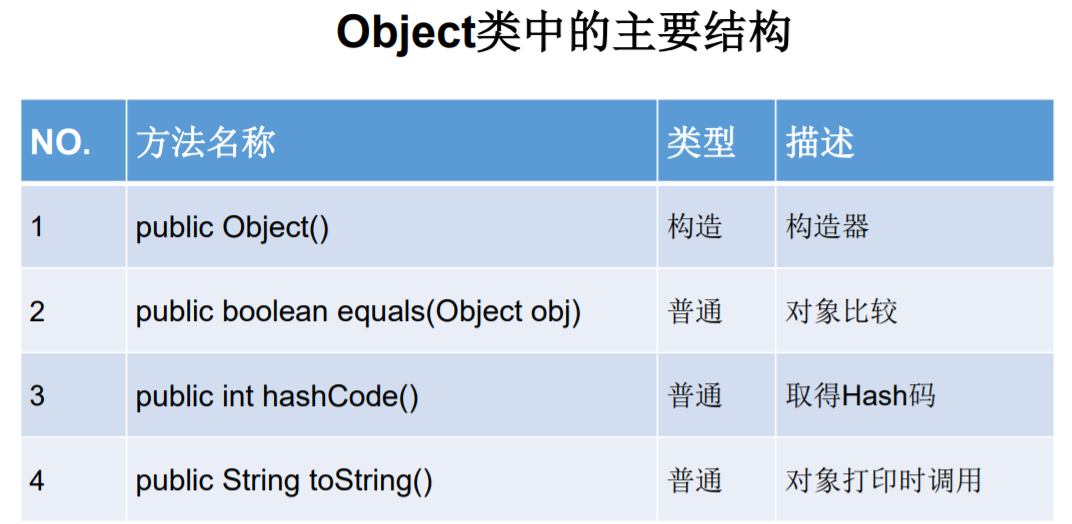 Object类中的主要结构
NO. 方法名称 类型 描述
1 public Object() 构造 构造器
2 public boolean equals(Object obj) 普通 对象比较
3 public int hashCode() 普通 取得Hash码
4 public String toString() 普通 对象打印时调用